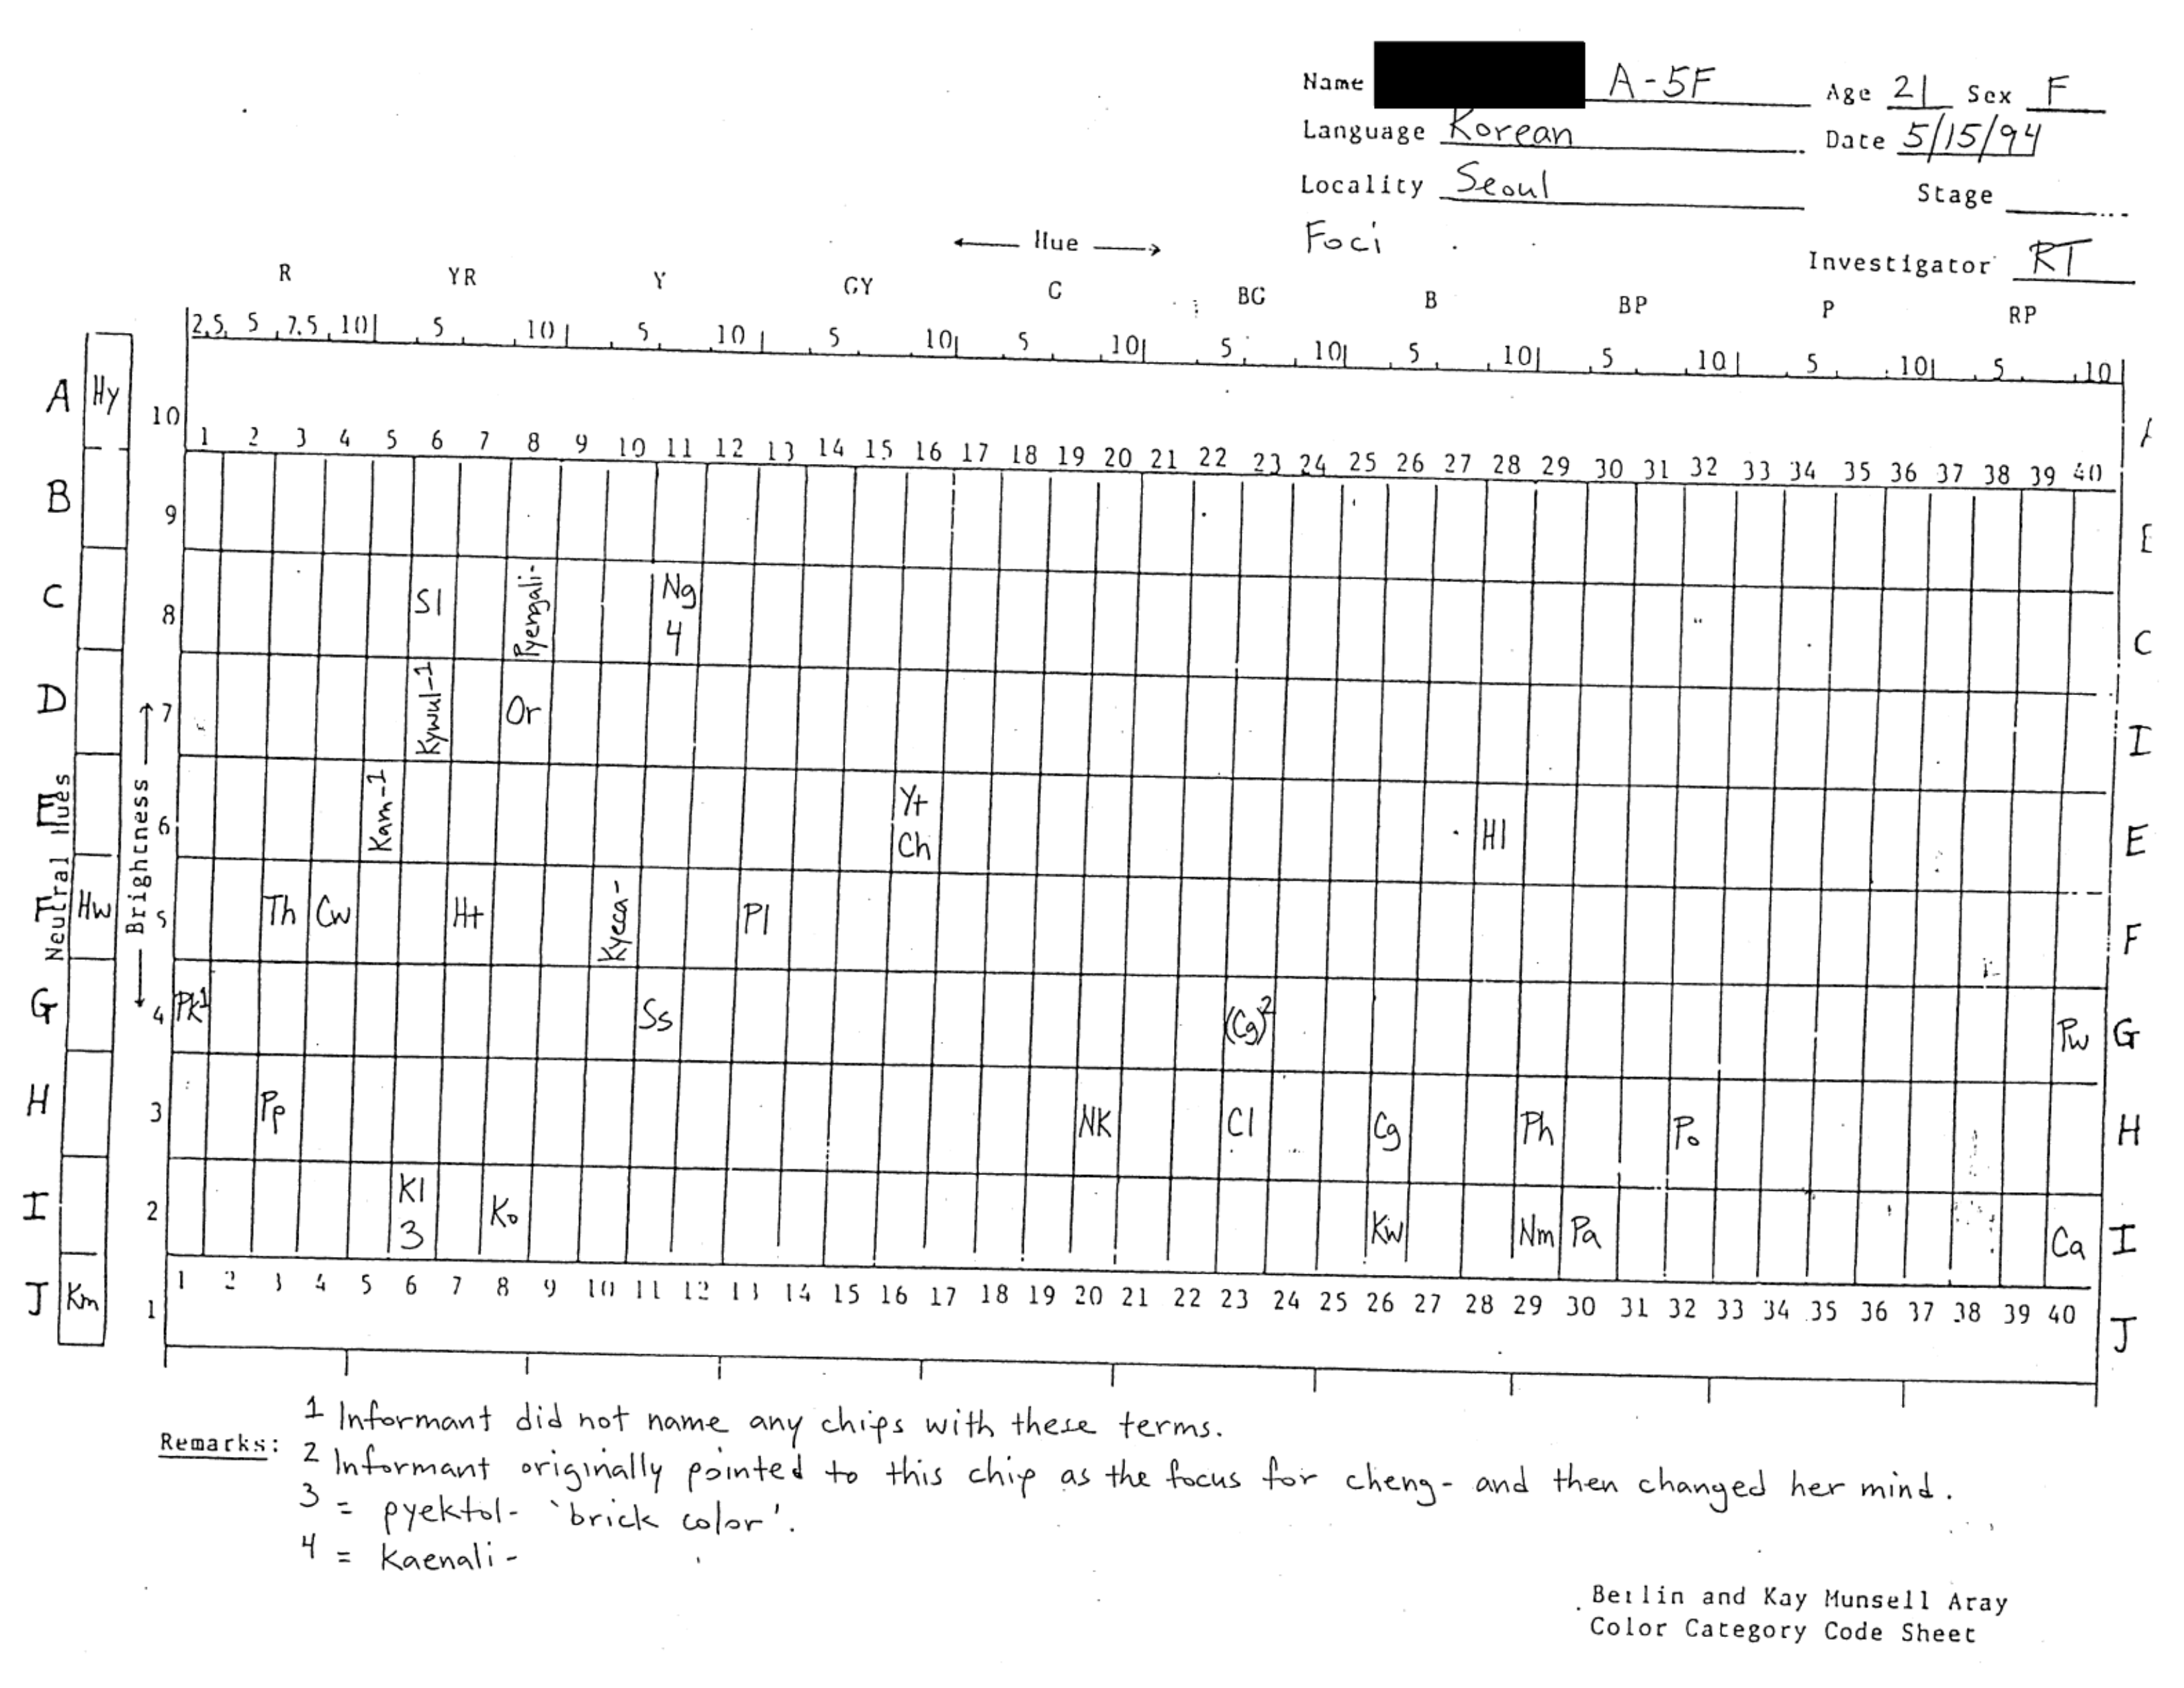 Name A-5F Age 21 Sex F
Language Korean Date 5/15/94
Locality Seoul Stage
Foci
Investigator RT
← Hue →
R YR Y GY G BG B BP P RP
2.5 5 7.5 10 5 10 5 10 5 10 5 10 5 10 5 10 5 10 5 10 5 10
A Hy 10
1 2 3 4 5 6 7 8 9 10 11 12 13 14 15 16 17 18 19 20 21 22 23 24 25 26 27 28 29 30 31 32 33 34 35 36 37 38 39 40
B 9
C 8 Sl Pyengali- Ng 4 C
D 7 Kywul-1 Or
E 6 Kam-1 Yt Ch Hl E
F Hw 5 Th Cw Ht Kyeca- Pl F
Neutral Hues
← Brightness →
G 4 Pk1 Ss (Cg)2 Pw G
H 3 Pp NK Cl Cg Ph Po H
I 2 Kl 3 Ko Kw Nm Pa Ca I
J Km 1 J
1 2 3 4 5 6 7 8 9 10 11 12 13 14 15 16 17 18 19 20 21 22 23 24 25 26 27 28 29 30 31 32 33 34 35 36 37 38 39 40
Remarks: 1 Informant did not name any chips with these terms.
2 Informant originally pointed to this chip as the focus for cheng- and then changed her mind.
3 = pyektol- 'brick color'.
4 = Kaenali-
Berlin and Kay Munsell Aray
Color Category Code Sheet